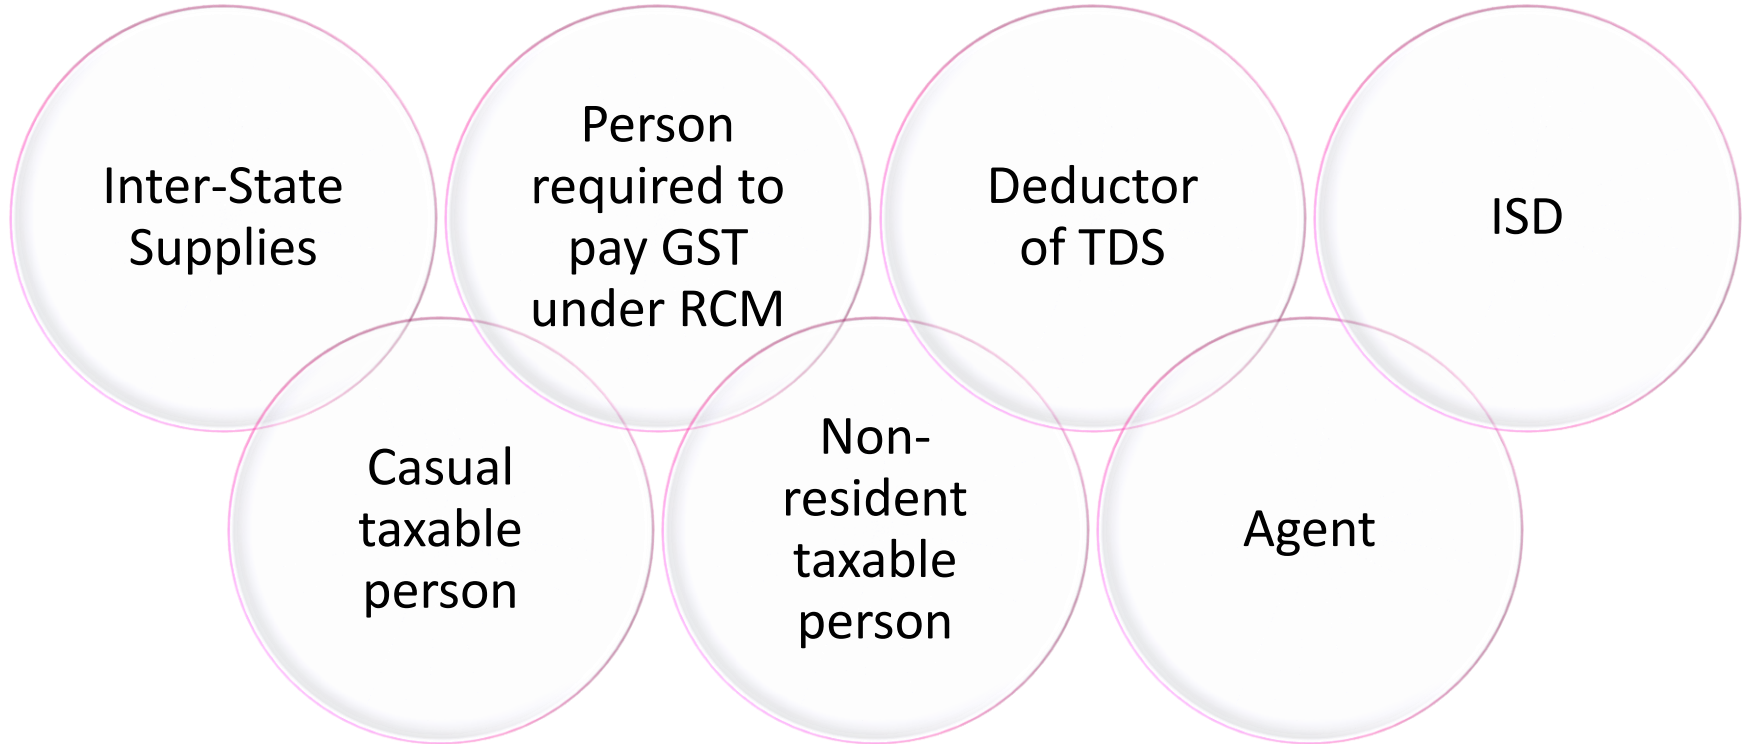 Inter-State
Supplies
Person
required to
pay GST
under RCM
Deductor
of TDS
ISD
Casual
taxable
person
Non-
resident
taxable
person
Agent